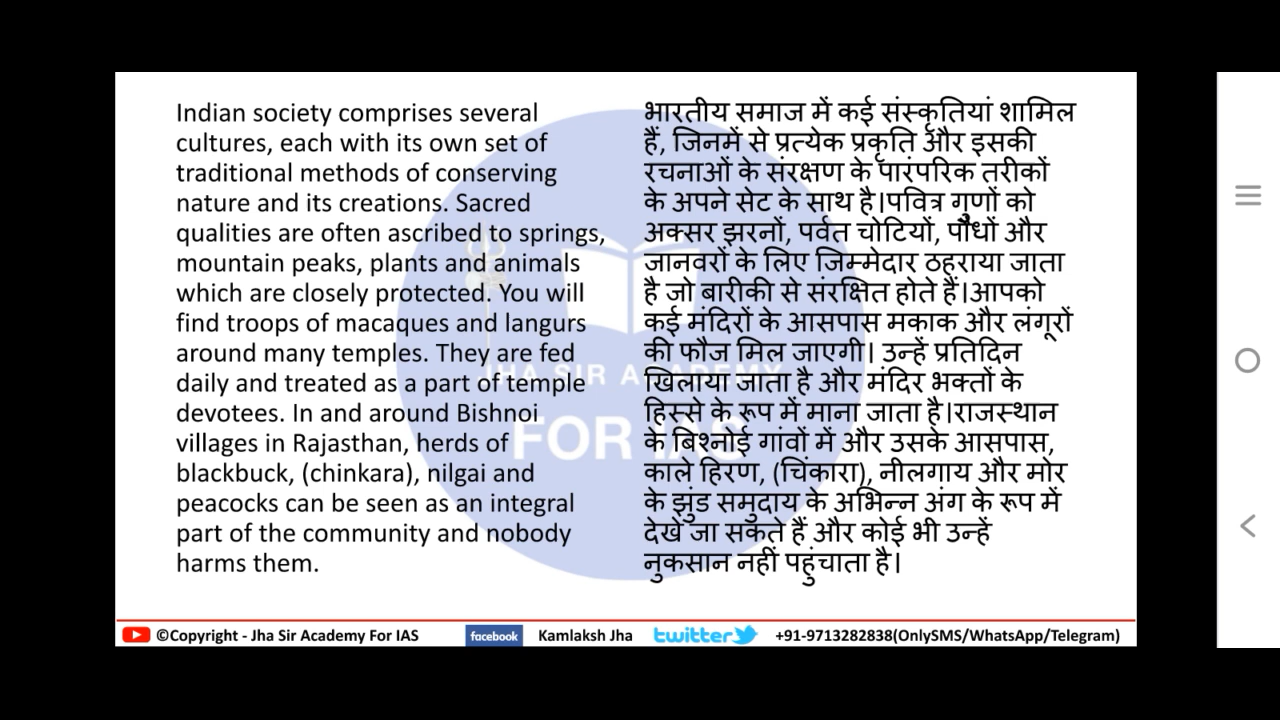 Indian society comprises several
cultures, each with its own set of
traditional methods of conserving
nature and its creations. Sacred
qualities are often ascribed to springs,
mountain peaks, plants and animals
which are closely protected. You will
find troops of macaques and langurs
around many temples. They are fed
daily and treated as a part of temple
devotees. In and around Bishnoi
villages in Rajasthan, herds of
blackbuck, (chinkara), nilgai and
peacocks can be seen as an integral
part of the community and nobody
harms them.
भारतीय समाज में कई संस्कृतियां शामिल
हैं, जिनमें से प्रत्येक प्रकृति और इसकी
रचनाओं के संरक्षण के पारंपरिक तरीकों
के अपने सेट के साथ है।पवित्र गुणों को
अक्सर झरनों, पर्वत चोटियों, पौधों और
जानवरों के लिए जिम्मेदार ठहराया जाता
है जो बारीकी से संरक्षित होते हैं।आपको
कई मंदिरों के आसपास मकाक और लंगूरों
की फौज मिल जाएगी। उन्हें प्रतिदिन
खिलाया जाता है और मंदिर भक्तों के
हिस्से के रूप में माना जाता है।राजस्थान
के बिश्नोई गांवों में और उसके आसपास,
काले हिरण, (चिंकारा), नीलगाय और मोर
के झुंड समुदाय के अभिन्न अंग के रूप में
देखे जा सकते हैं और कोई भी उन्हें
नुकसान नहीं पहुंचाता है।
JHA SIR ACADEMY
FOR IAS
©Copyright - Jha Sir Academy For IAS
facebook
Kamlaksh Jha
twitter
+91-9713282838(OnlySMS/WhatsApp/Telegram)